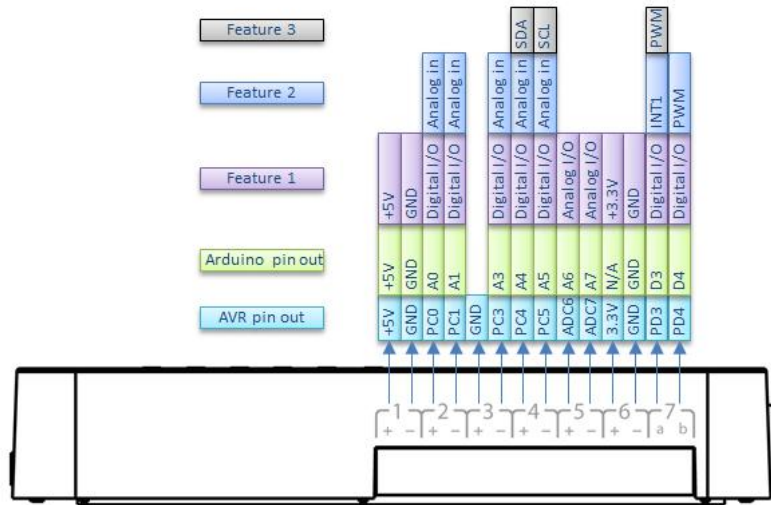 Feature 3
SDA
SCL
PWM
Feature 2
Analog in
Analog in
Analog in
Analog in
Analog in
INT1
PWM
Feature 1
+5V
GND
Digital I/O
Digital I/O
Digital I/O
Digital I/O
Digital I/O
Analog I/O
Analog I/O
+3.3V
GND
Digital I/O
Digital I/O
Arduino pin out
+5V
GND
A0
A1
A3
A4
A5
A6
A7
N/A
GND
D3
D4
AVR pin out
+5V
GND
PC0
PC1
GND
PC3
PC4
PC5
ADC6
ADC7
3.3V
GND
PD3
PD4
1 2 3 4 5 6 7
+ − + − + − + − + − + − a b